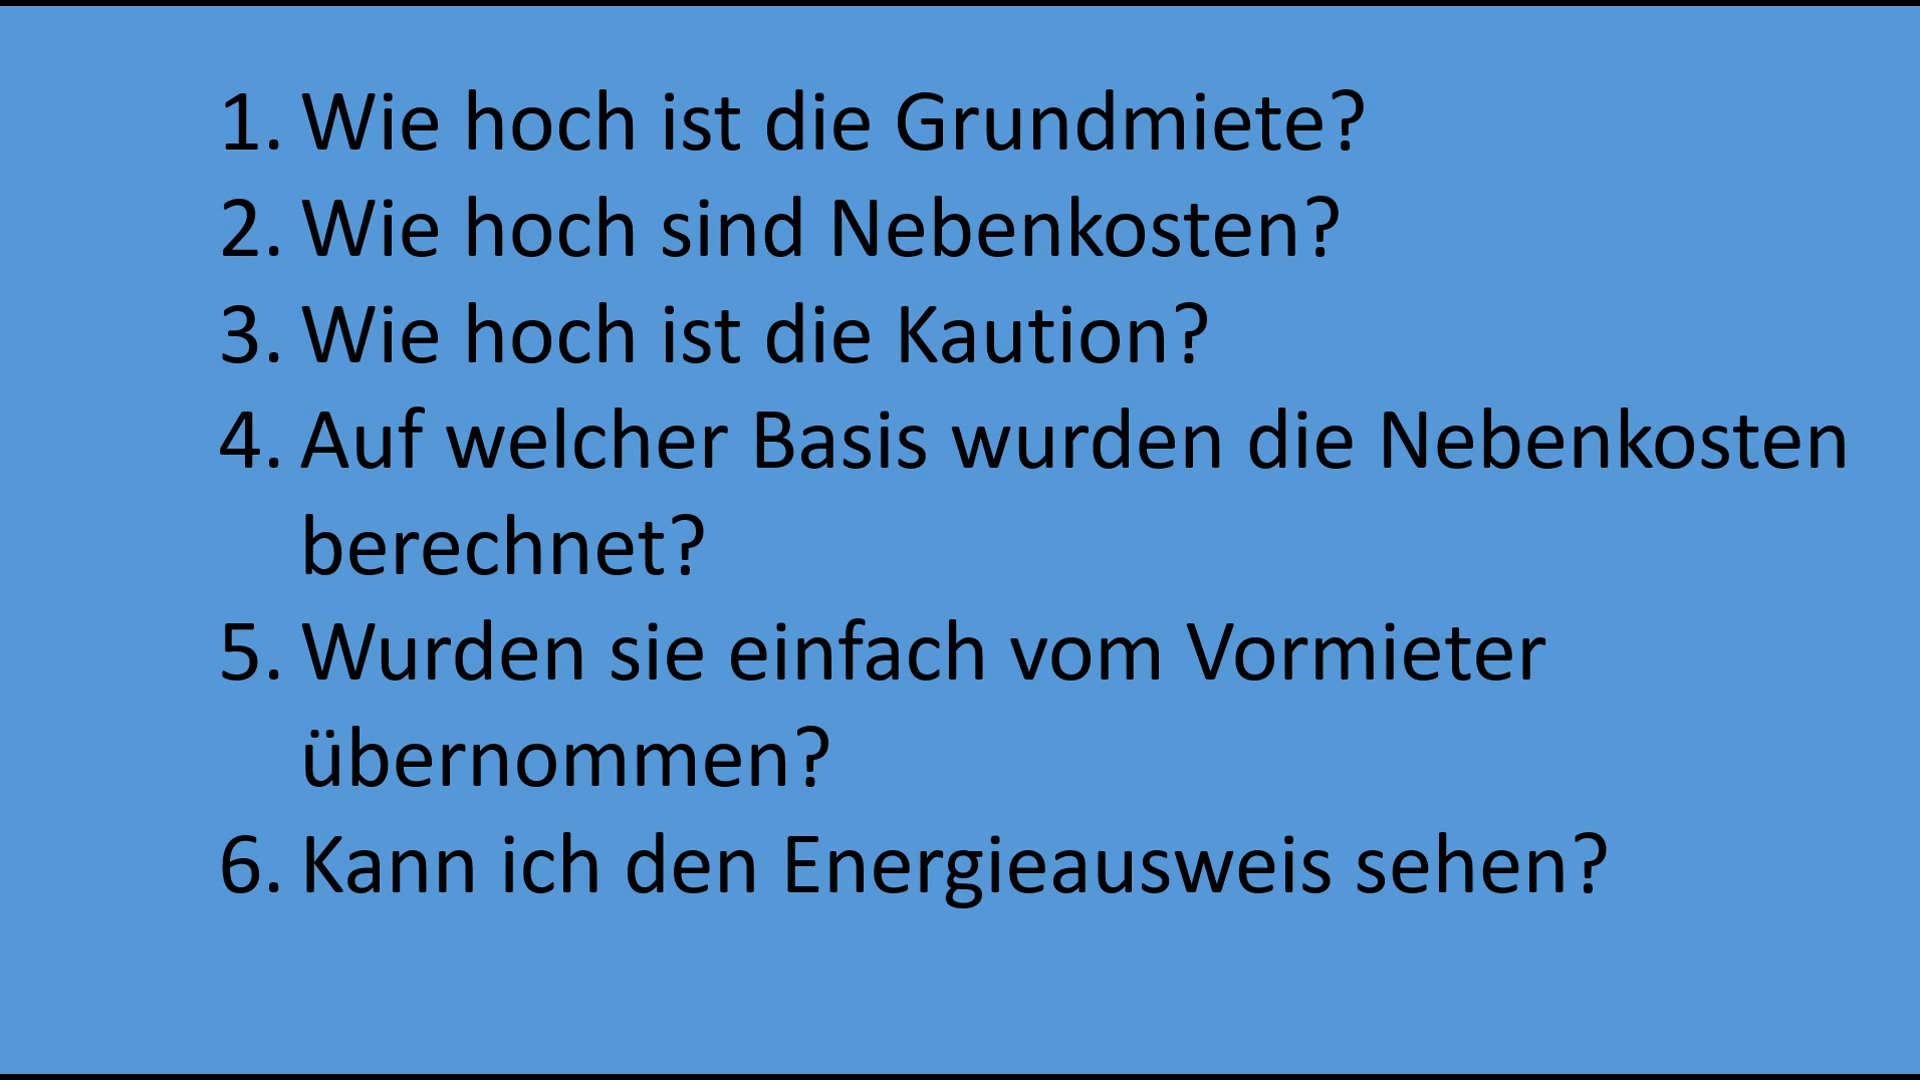 1. Wie hoch ist die Grundmiete?
2. Wie hoch sind Nebenkosten?
3. Wie hoch ist die Kaution?
4. Auf welcher Basis wurden die Nebenkosten
berechnet?
5. Wurden sie einfach vom Vormieter
übernommen?
6. Kann ich den Energieausweis sehen?